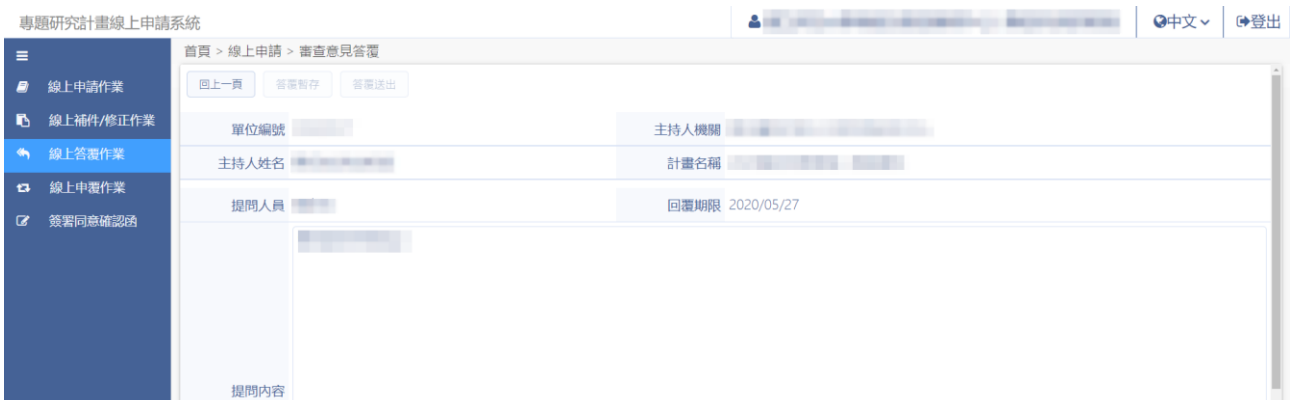 專題研究計畫線上申請系統
中文
登出
首頁 > 線上申請 > 審查意見答覆
線上申請作業
線上補件/修正作業
線上答覆作業
線上申覆作業
簽署同意確認函
回上一頁 答覆暫存 答覆送出
單位編號 主持人機關
主持人姓名 計畫名稱
提問人員 回覆期限 2020/05/27
提問內容